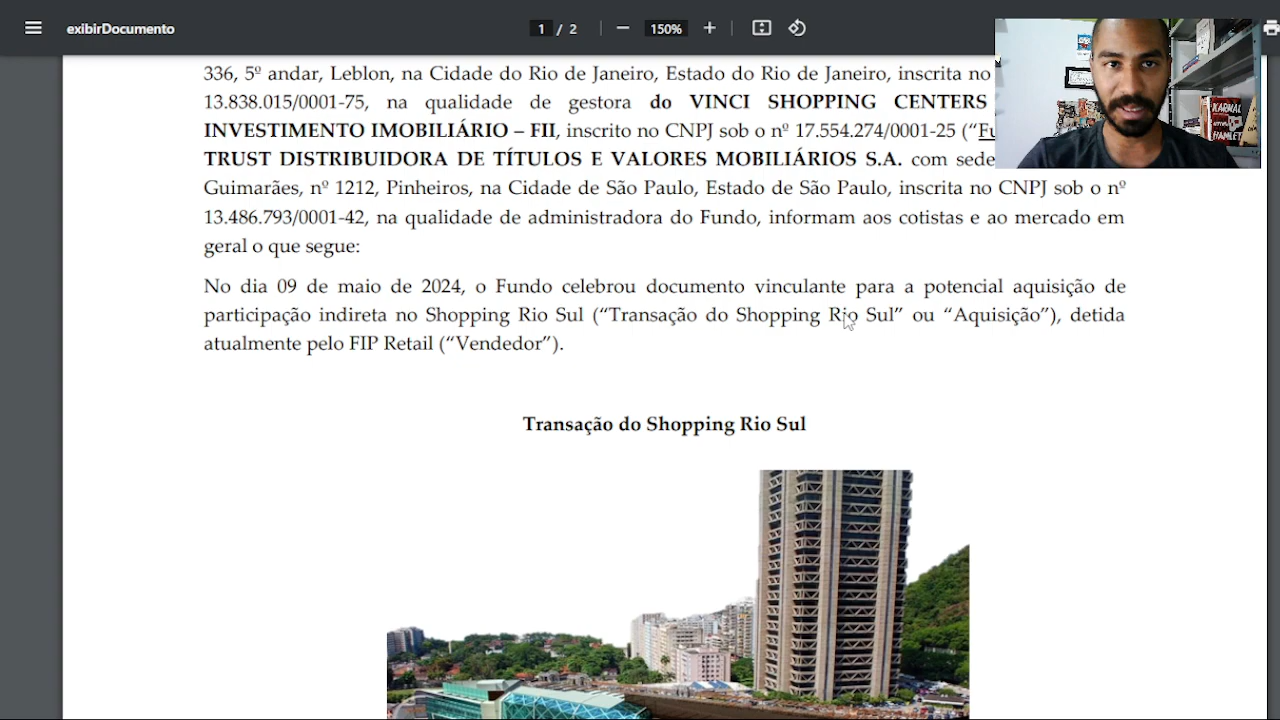 exibirDocumento
1 / 2
150%
336, 5º andar, Leblon, na Cidade do Rio de Janeiro, Estado do Rio de Janeiro, inscrita no
13.838.015/0001-75, na qualidade de gestora do VINCI SHOPPING CENTERS
INVESTIMENTO IMOBILIÁRIO – FII, inscrito no CNPJ sob o nº 17.554.274/0001-25 (“Fu
TRUST DISTRIBUIDORA DE TÍTULOS E VALORES MOBILIÁRIOS S.A. com sede
Guimarães, nº 1212, Pinheiros, na Cidade de São Paulo, Estado de São Paulo, inscrita no CNPJ sob o nº
13.486.793/0001-42, na qualidade de administradora do Fundo, informam aos cotistas e ao mercado em
geral o que segue:
No dia 09 de maio de 2024, o Fundo celebrou documento vinculante para a potencial aquisição de
participação indireta no Shopping Rio Sul (“Transação do Shopping Rio Sul” ou “Aquisição”), detida
atualmente pelo FIP Retail (“Vendedor”).
Transação do Shopping Rio Sul
KARMAL
HAMLET